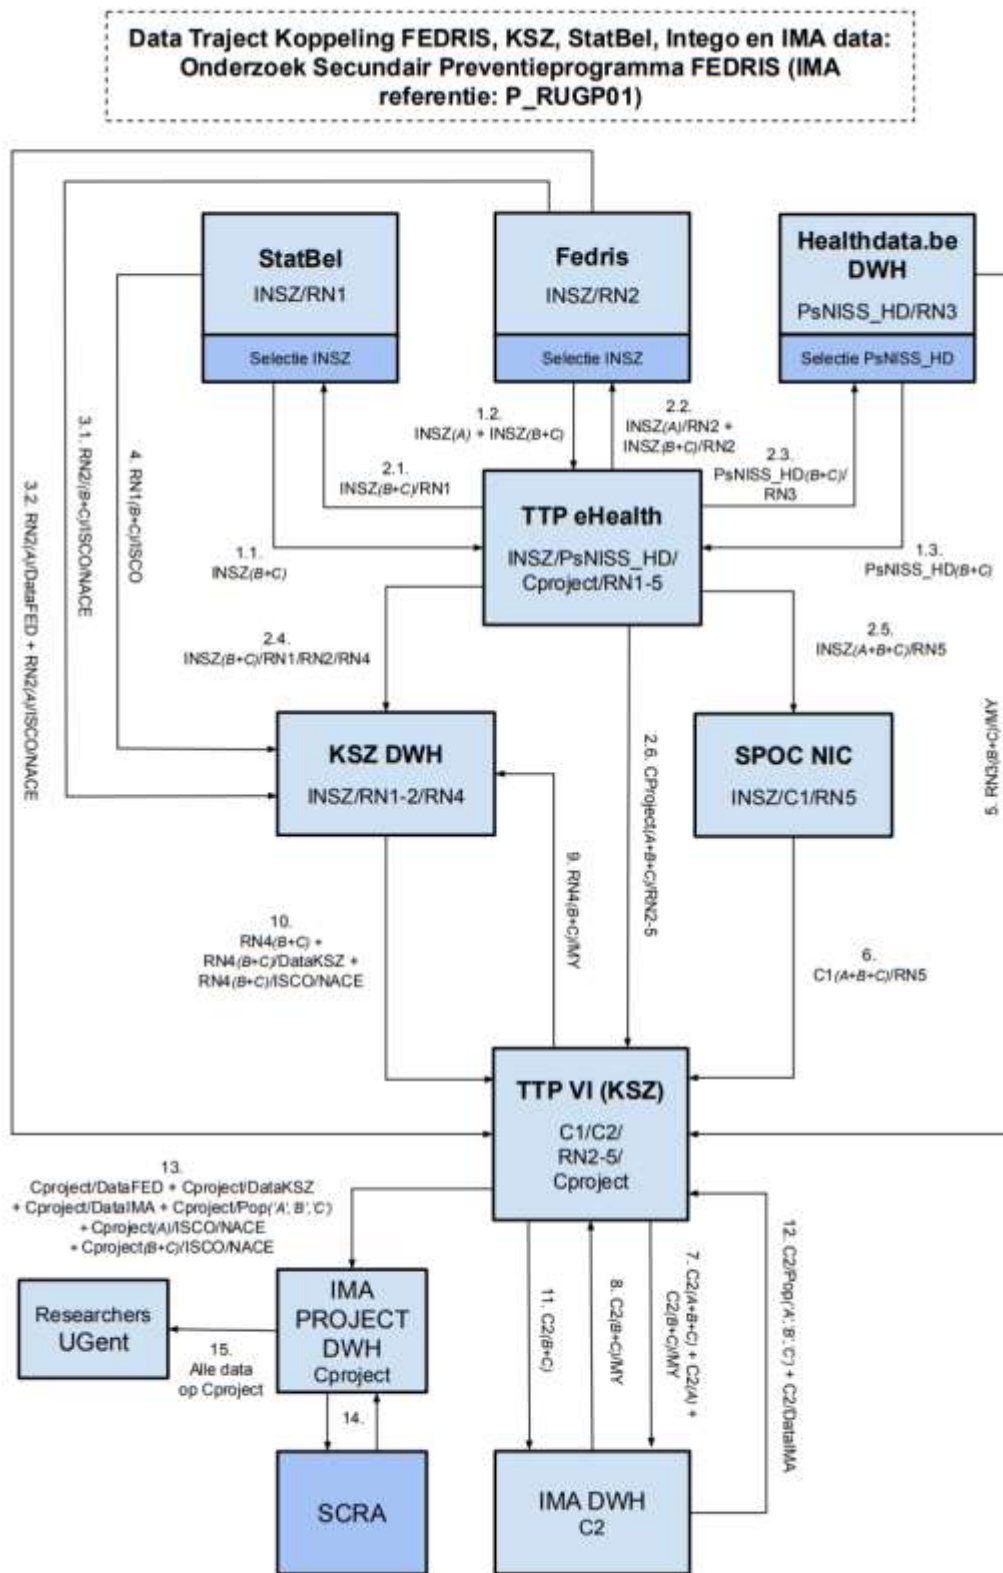 Data Traject Koppeling FEDRIS, KSZ, StatBel, Intego en IMA data:
Onderzoek Secundair Preventieprogramma FEDRIS (IMA
referentie: P_RUGP01)
StatBel
INSZ/RN1
Selectie INSZ
Fedris
INSZ/RN2
Selectie INSZ
Healthdata.be
DWH
PsNISS_HD/RN3
Selectie PsNISS_HD
1.2.
INSZ(A) + INSZ(B+C)
2.2.
INSZ(A)/RN2 +
INSZ(B+C)/RN2
2.1.
INSZ(B+C)/RN1
2.3.
PsNISS_HD(B+C)/
RN3
1.1.
INSZ(B+C)
TTP eHealth
INSZ/PsNISS_HD/
Cproject/RN1-5
1.3.
PsNISS_HD(B+C)
3.2. RN2(A)/DataFED + RN2(A)/ISCO/NACE
3.1. RN2/(B+C)/ISCO/NACE
4. RN1(B+C)/ISCO
2.4.
INSZ(B+C)/RN1/RN2/RN4
2.5.
INSZ(A+B+C)/RN5
5. RN3(B+C)/MY
KSZ DWH
INSZ/RN1-2/RN4
2.6. CProject(A+B+C)/RN2-5
SPOC NIC
INSZ/C1/RN5
9. RN4(B+C)/MY
10.
RN4(B+C) +
RN4(B+C)/DataKSZ +
RN4(B+C)/ISCO/NACE
6.
C1(A+B+C)/RN5
TTP VI (KSZ)
C1/C2/
RN2-5/
Cproject
13.
Cproject/DataFED + Cproject/DataKSZ
+ Cproject/DataIMA + Cproject/Pop('A', B', 'C')
+ Cproject(A)/ISCO/NACE
+ Cproject(B+C)/ISCO/NACE
IMA
PROJECT
DWH
Cproject
Researchers
UGent
15.
Alle data
op Cproject
14.
SCRA
11. C2(B+C)
8. C2(B+C)/MY
7. C2(A+B+C) + C2(A) +
C2(B+C)/MY
12. C2/Pop('A', B', 'C') + C2/DataIMA
IMA DWH
C2